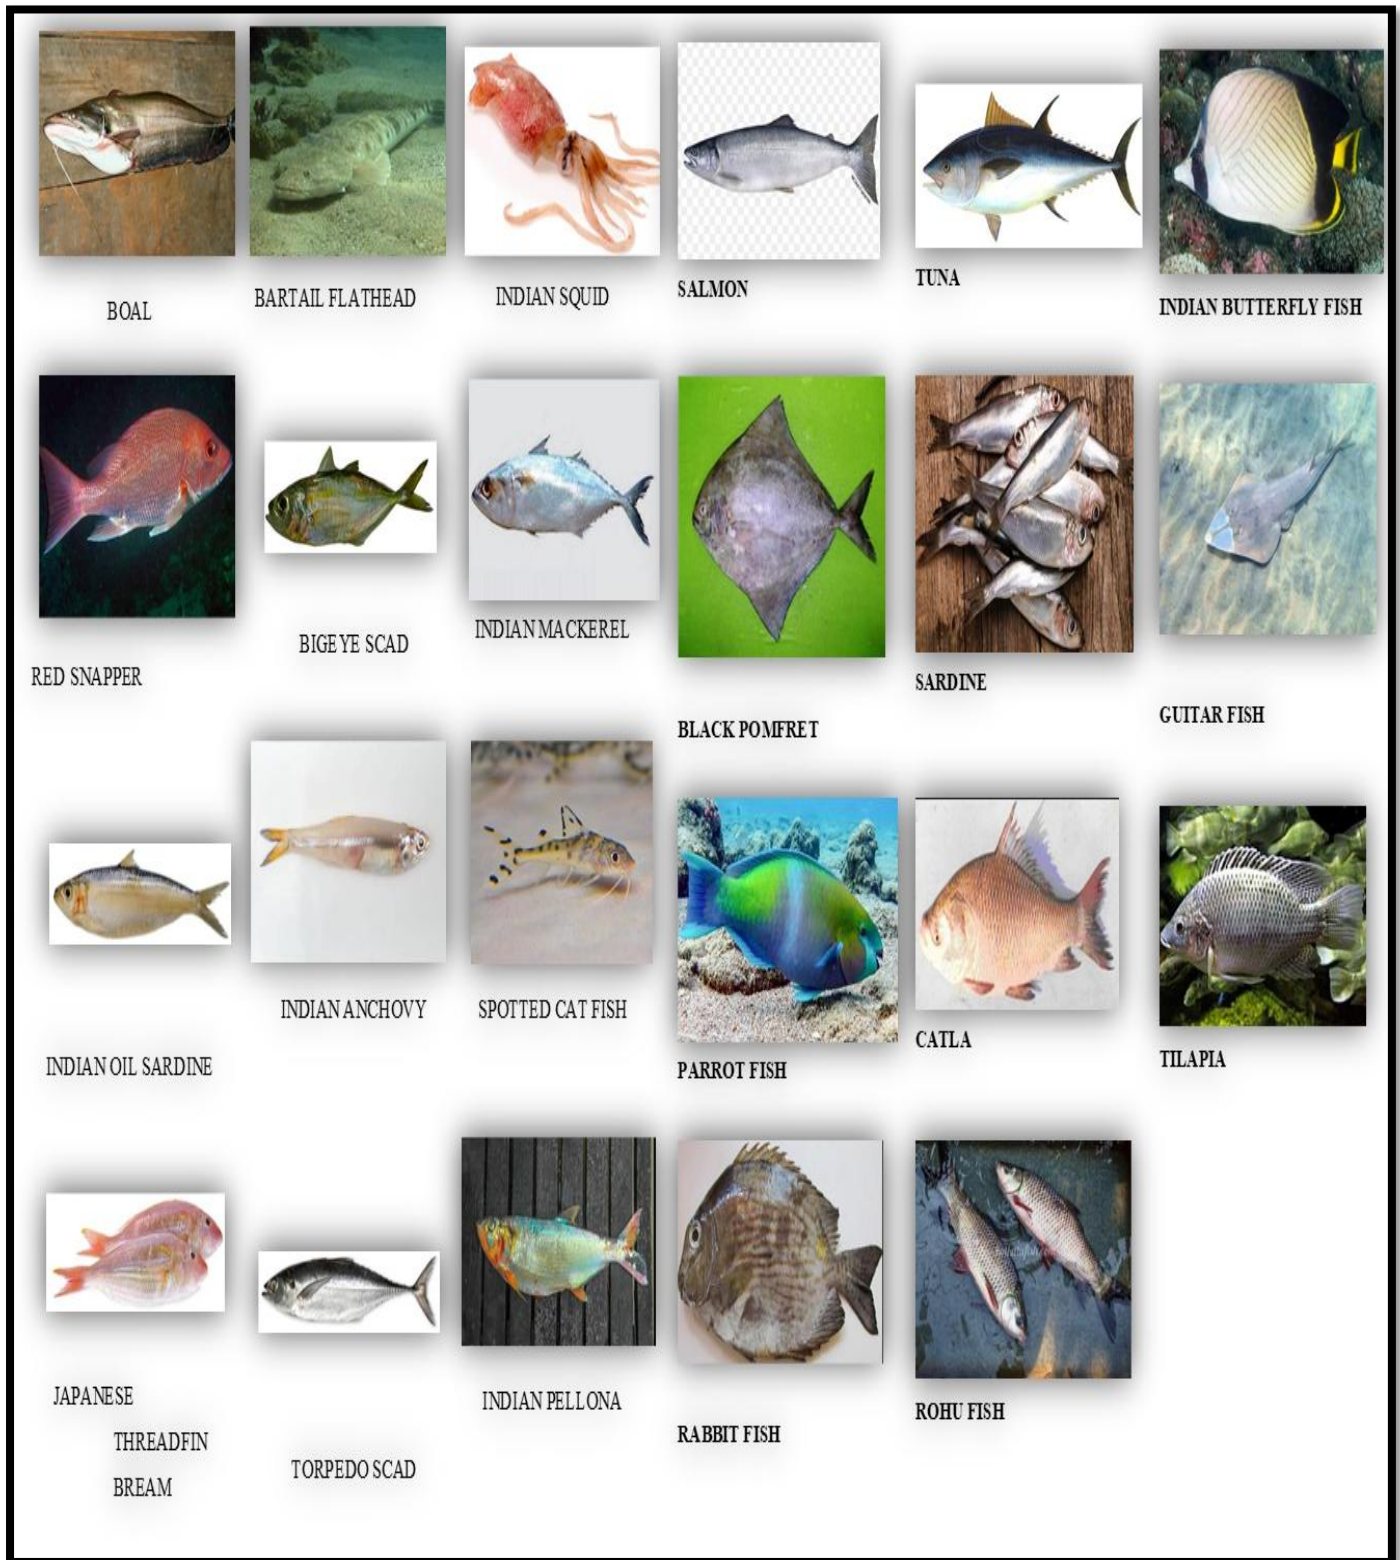 BOAL
BARTAIL FLATHEAD
INDIAN SQUID
SALMON
TUNA
INDIAN BUTTERFLY FISH
RED SNAPPER
BIGEYE SCAD
INDIAN MACKEREL
BLACK POMFRET
SARDINE
GUITAR FISH
INDIAN OIL SARDINE
INDIAN ANCHOVY
SPOTTED CAT FISH
PARROT FISH
CATLA
TILAPIA
JAPANESE
THREADFIN
BREAM
TORPEDO SCAD
INDIAN PELLONA
RABBIT FISH
ROHU FISH